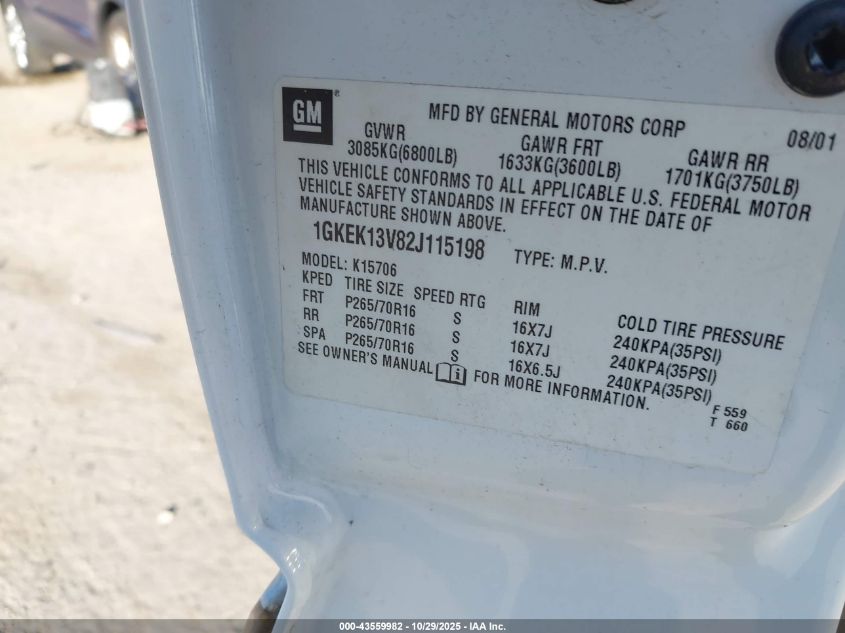 GM®
MFD BY GENERAL MOTORS CORP 08/01
GVWR GAWR FRT GAWR RR
3085KG(6800LB) 1633KG(3600LB) 1701KG(3750LB)
THIS VEHICLE CONFORMS TO ALL APPLICABLE U.S. FEDERAL MOTOR
VEHICLE SAFETY STANDARDS IN EFFECT ON THE DATE OF
MANUFACTURE SHOWN ABOVE.
1GKEK13V82J115198 TYPE: M.P.V.
MODEL: K15706
KPED TIRE SIZE SPEED RTG RIM COLD TIRE PRESSURE
FRT P265/70R16 S 16X7J 240KPA(35PSI)
RR P265/70R16 S 16X7J 240KPA(35PSI)
SPA P265/70R16 S 16X6.5J 240KPA(35PSI)
SEE OWNER'S MANUAL i FOR MORE INFORMATION.
F 559
T 660
000-43559982 | 10/29/2025 - IAA Inc.